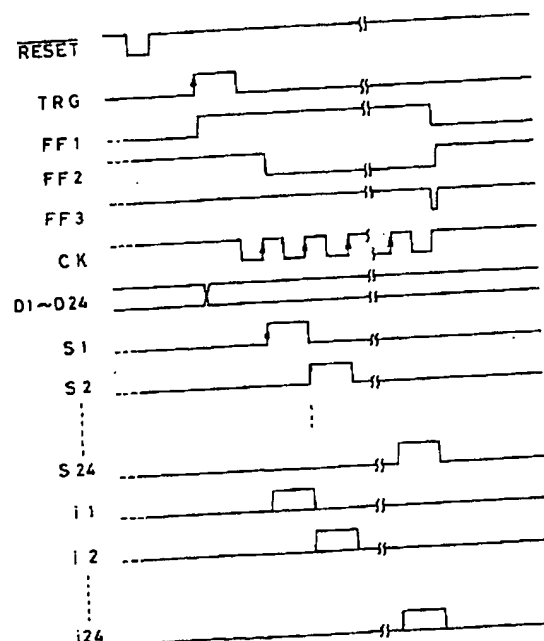 RESET
TRG
FF1
FF2
FF3
CK
D1~D24
S1
S2
S24
i1
i2
i24